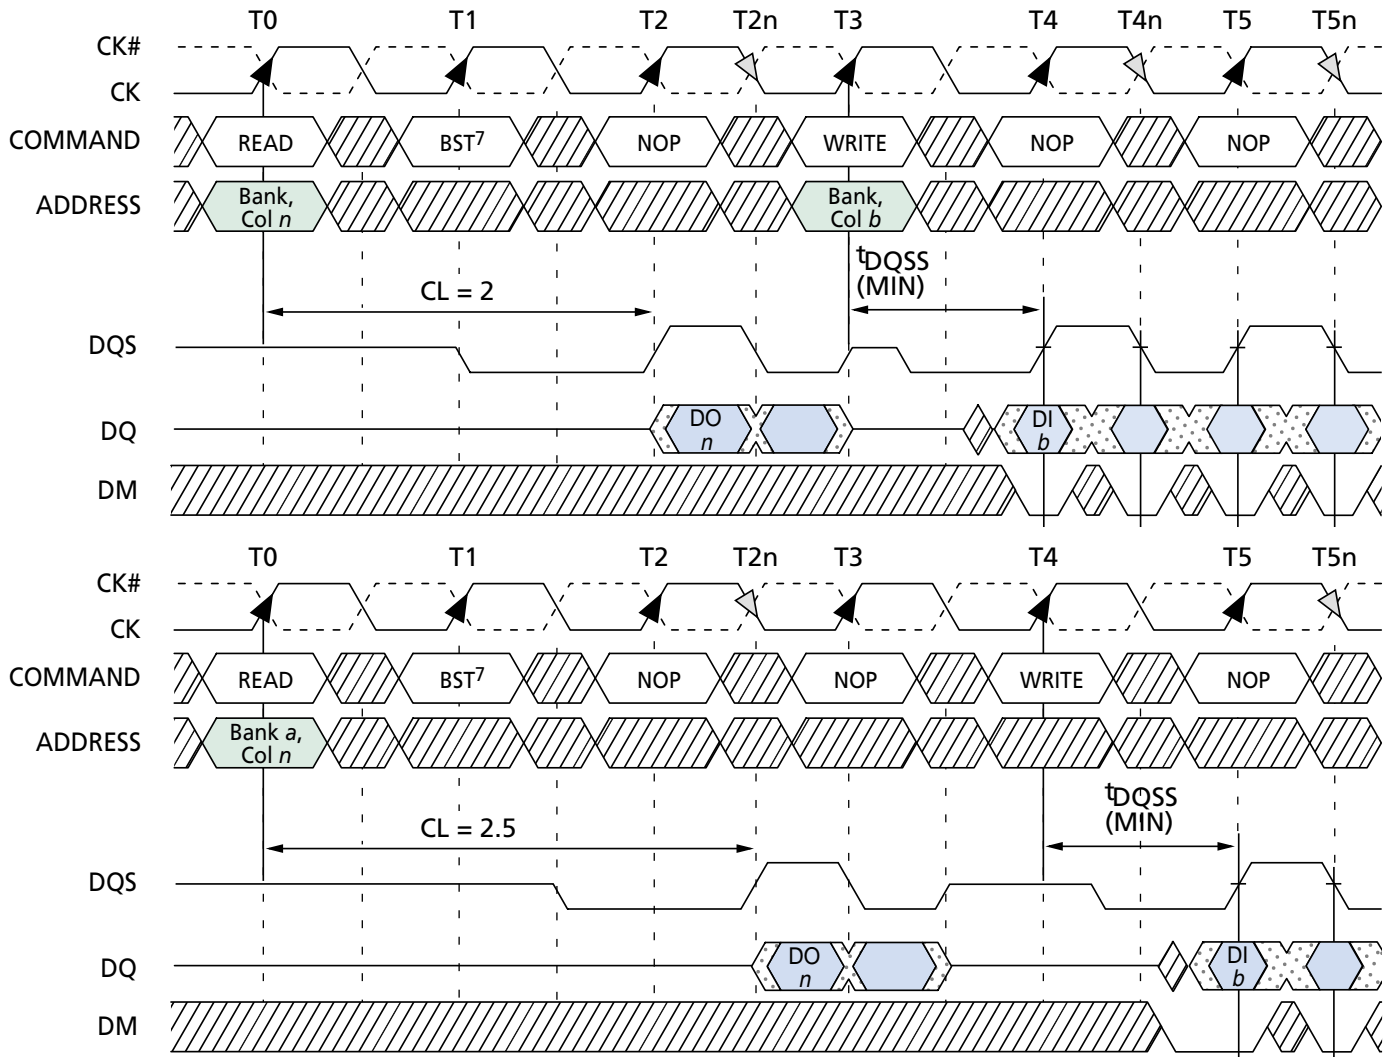 T0 T1 T2 T2n T3 T4 T4n T5 T5n
CK#
CK
COMMAND READ BST7 NOP WRITE NOP NOP
ADDRESS Bank, Col n Bank, Col b
tDQSS
(MIN)
CL = 2
DQS
DQ DO n DI b
DM
T0 T1 T2 T2n T3 T4 T5 T5n
CK#
CK
COMMAND READ BST7 NOP NOP WRITE NOP
ADDRESS Bank a, Col n
tDQSS
(MIN)
CL = 2.5
DQS
DQ DO n DI b
DM